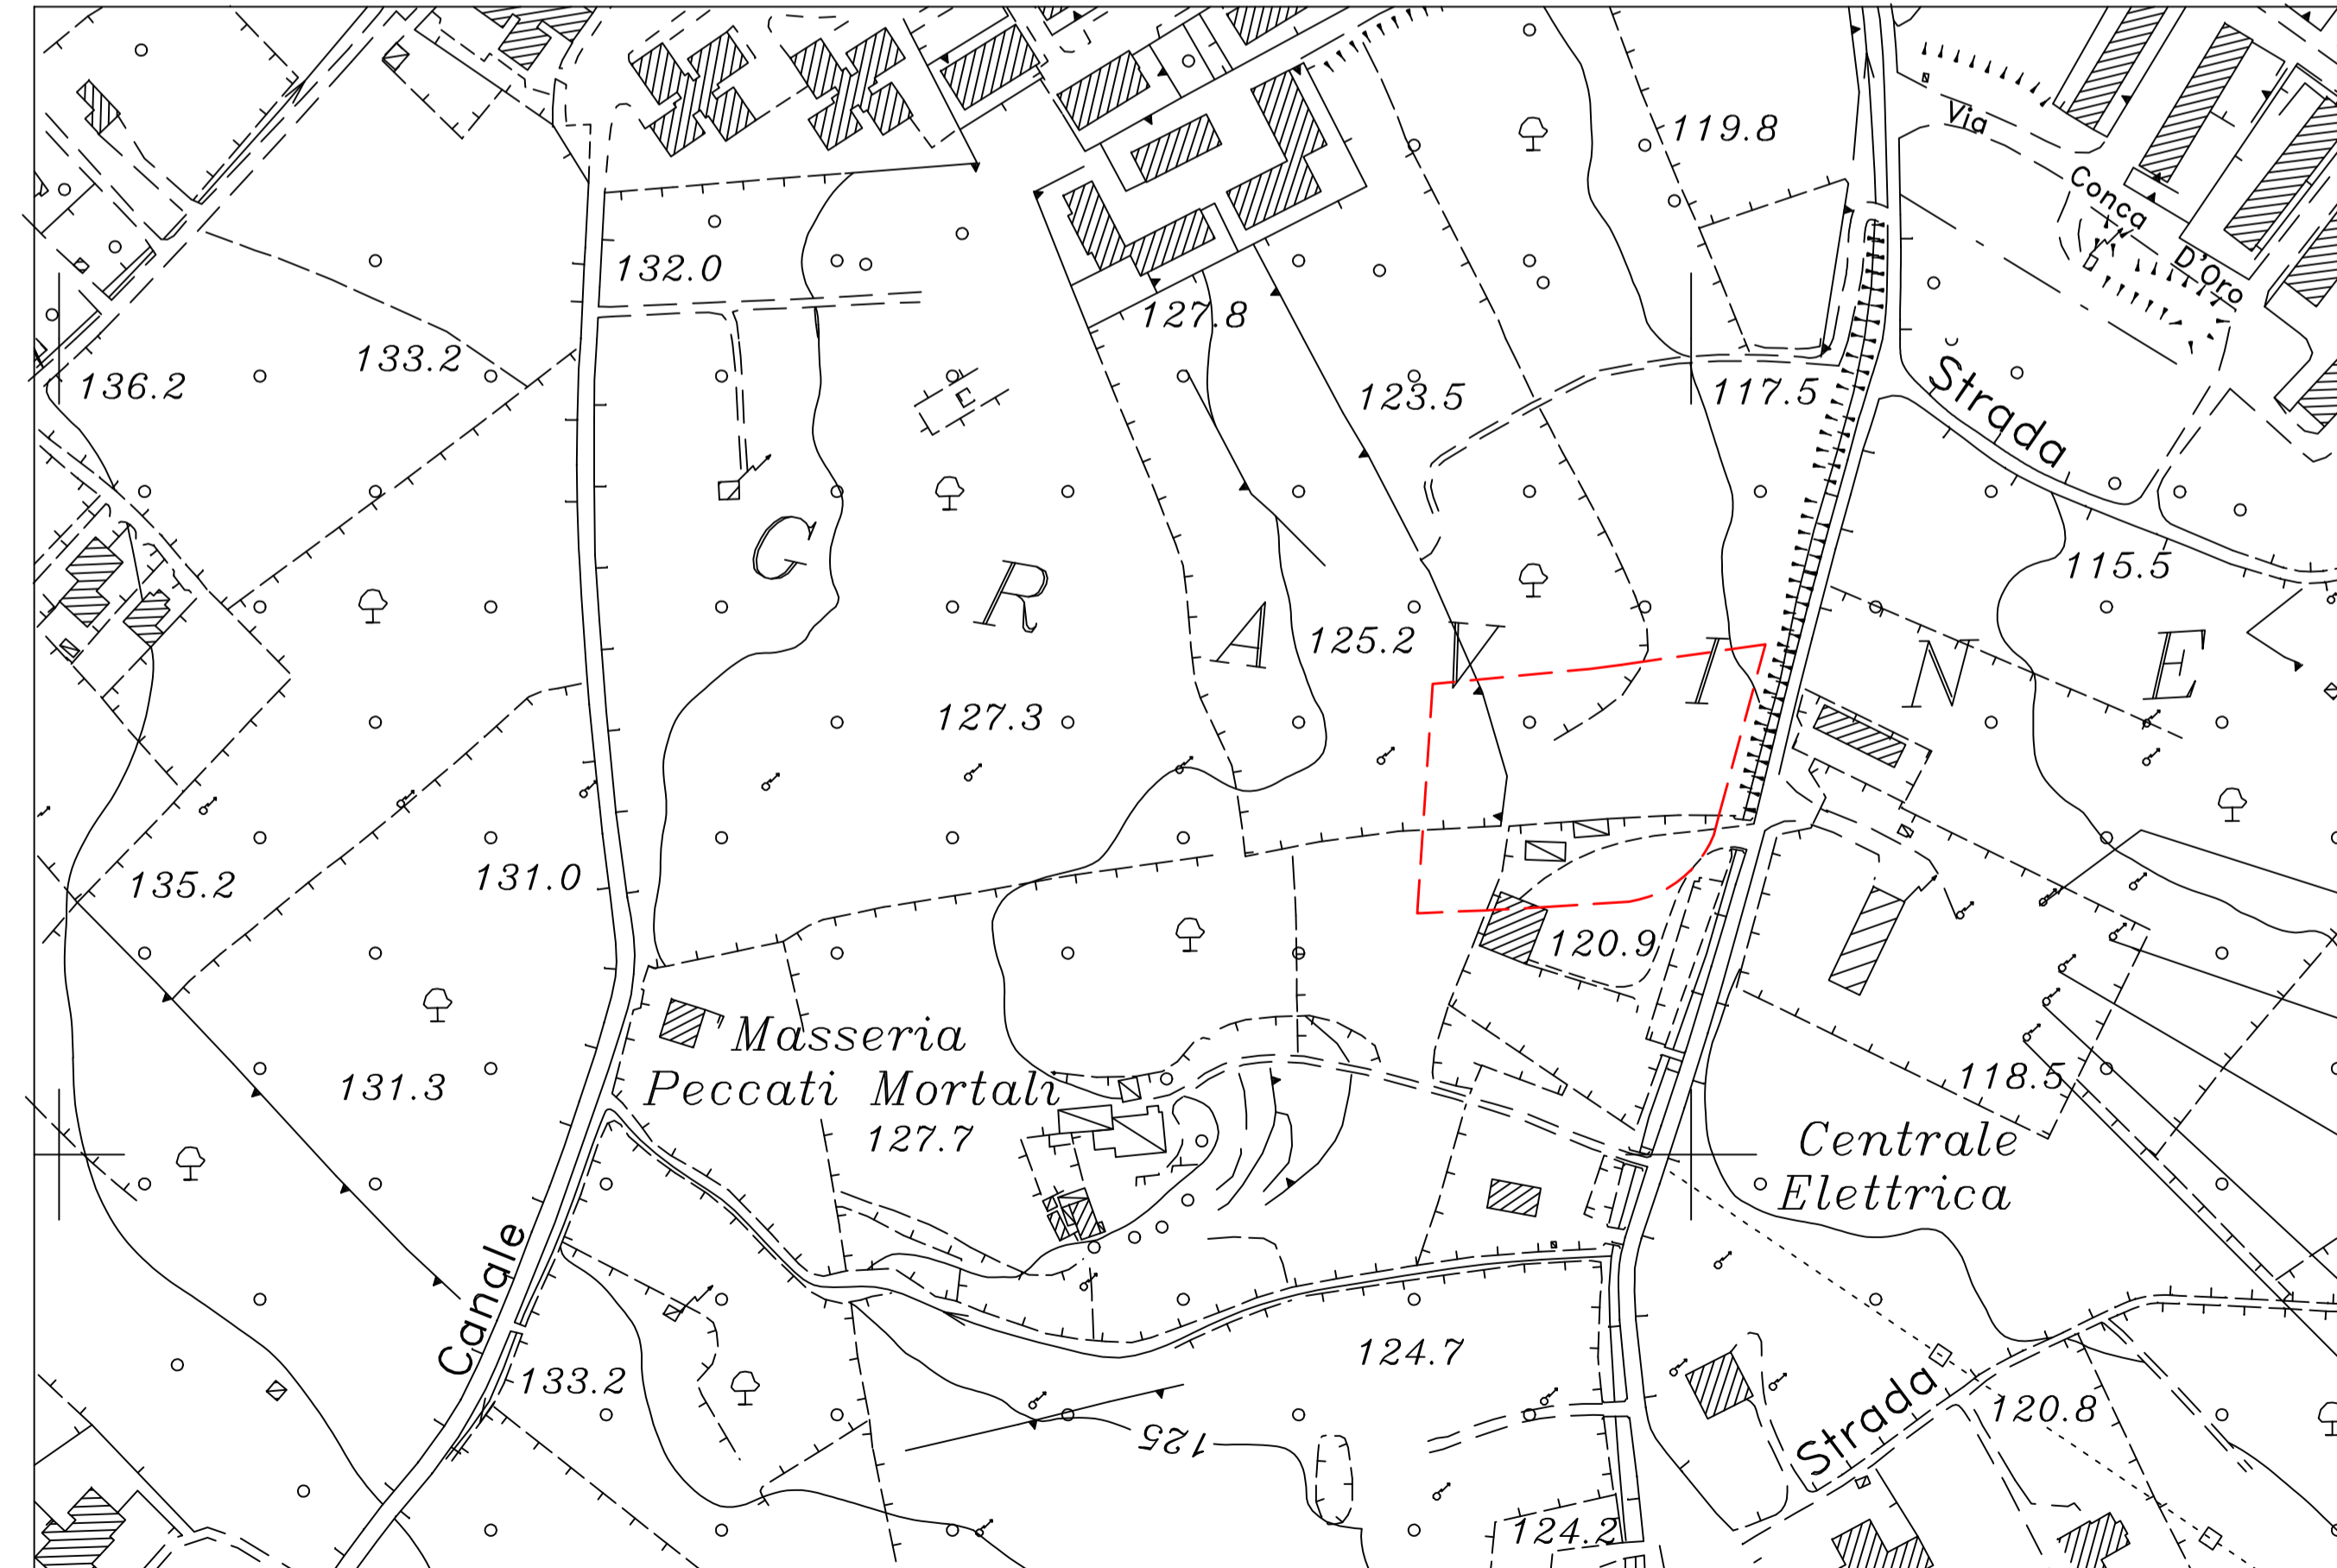 119.8
Via
Conca
D'Oro
132.0
127.8
133.2
136.2
123.5
117.5
Strada
115.5
G R A V I N E
125.2
127.3
135.2
131.0
120.9
Masseria
Peccati Mortali
127.7
131.3
118.5
Centrale
Elettrica
Canale
133.2
124.7
Strada
120.8
125
124.2